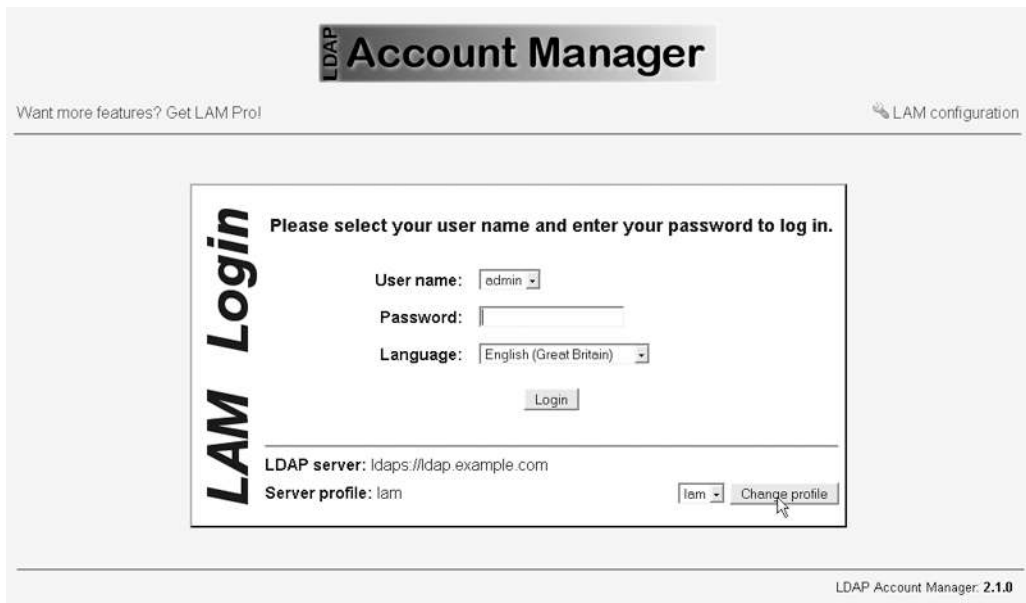 LDAP Account Manager
Want more features? Get LAM Pro!
LAM configuration
LAM Login
Please select your user name and enter your password to log in.
User name: admin
Password:
Language: English (Great Britain)
Login
LDAP server: ldaps://ldap.example.com
Server profile: lam
lam Change profile
LDAP Account Manager: 2.1.0